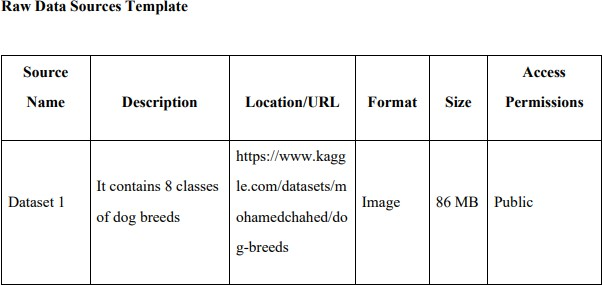 Raw Data Sources Template
Source Name | Description | Location/URL | Format | Size | Access Permissions
Dataset 1 | It contains 8 classes of dog breeds | https://www.kaggle.com/datasets/mohamedchahed/dog-breeds | Image | 86 MB | Public